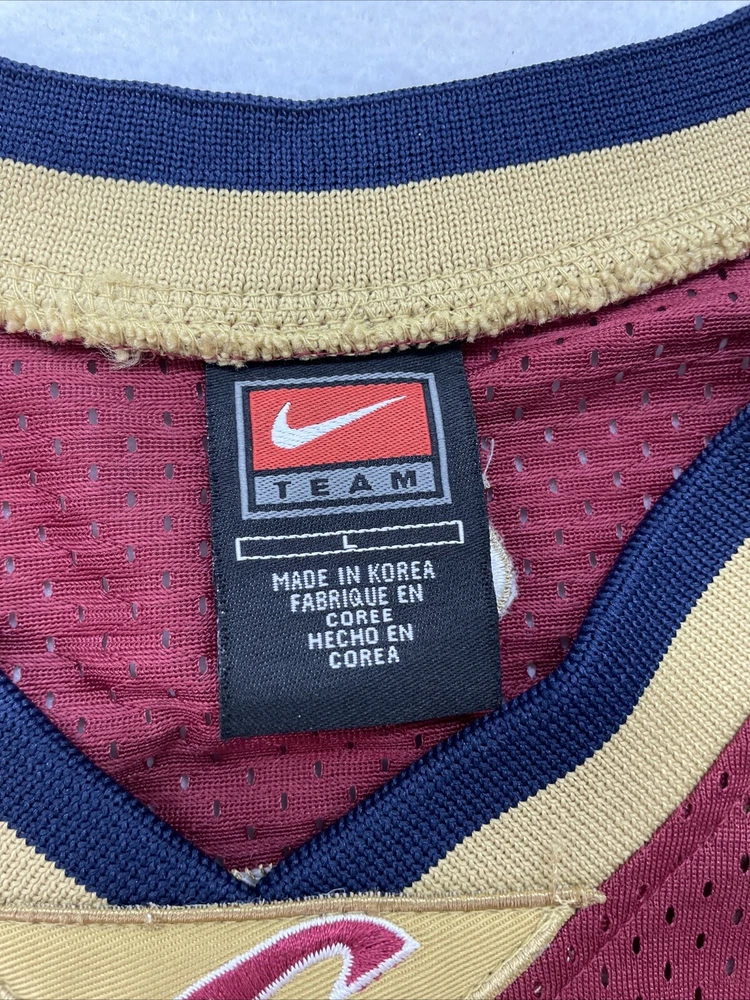 TEAM
L
MADE IN KOREA
FABRIQUE EN
COREE
HECHO EN
COREA